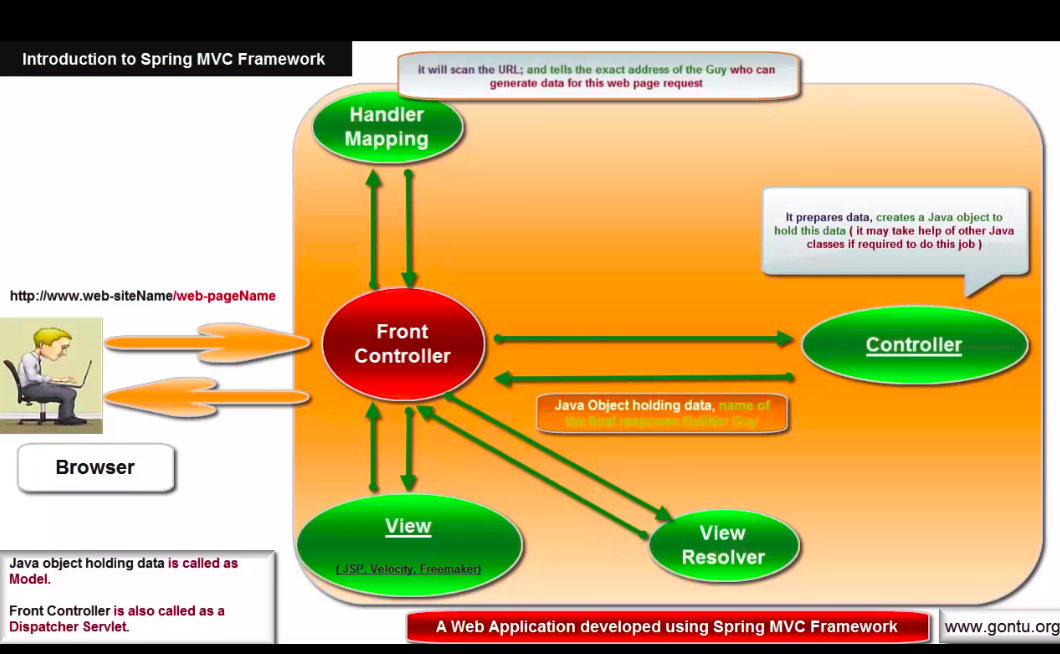 Introduction to Spring MVC Framework
it will scan the URL; and tells the exact address of the Guy who can
generate data for this web page request
Handler
Mapping
It prepares data, creates a Java object to
hold this data ( it may take help of other Java
classes if required to do this job )
http://www.web-siteName/web-pageName
Front
Controller
Controller
Java Object holding data, name of
the final response Builder Guy
Browser
View
( JSP, Velocity, Freemaker)
View
Resolver
Java object holding data is called as
Model.
Front Controller is also called as a
Dispatcher Servlet.
A Web Application developed using Spring MVC Framework
www.gontu.org